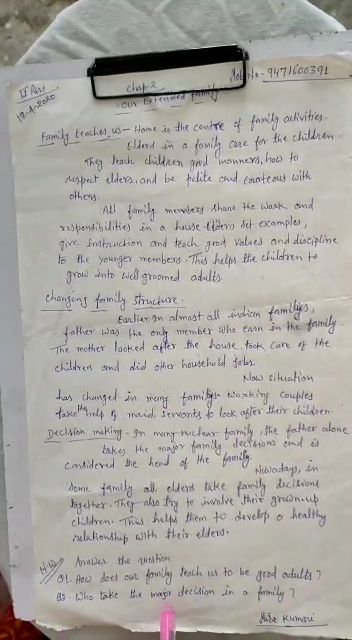 II Part
18-4-2020
Mobile No- 9471600391
Chap-2
Our Extended family
Family teaches us - Home is the centre of family activities.
Elders in a family care for the children.
They teach children good manners, how to
respect elders, and be polite and courteous with
others.
All family members share the work and
responsibilities in a house. Elders set examples,
give instruction and teach good values and discipline
to the younger members. This helps the children to
grow into well groomed adults.
Changing family structure.
Earlier, in almost all indian families,
father was the only member who earn in the family.
The mother looked after the house, took care of the
children and did other household jobs.
Now situation
has changed in many familys. Working couples
take the help of maid, servants to look after their children.
Decision making - In many nuclear family, the father alone
takes the major family decisions and is
considered the head of the family.
Nowadays, in
some family all elders take family decisions
together. They also try to involve their grown-up
children. Thus helps them to develop a healthy
relationship with their elders.
H.W. Answer the question
Q1. How does our family teach us to be good adults?
Q2. Who take the major decision in a family?
Kumari